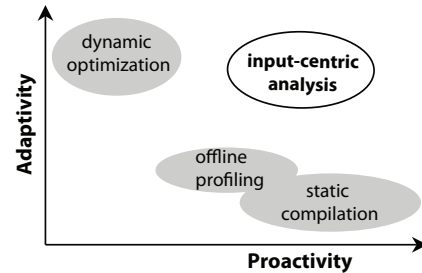 dynamic
optimization
input-centric
analysis
offline
profiling
static
compilation
Adaptivity
Proactivity